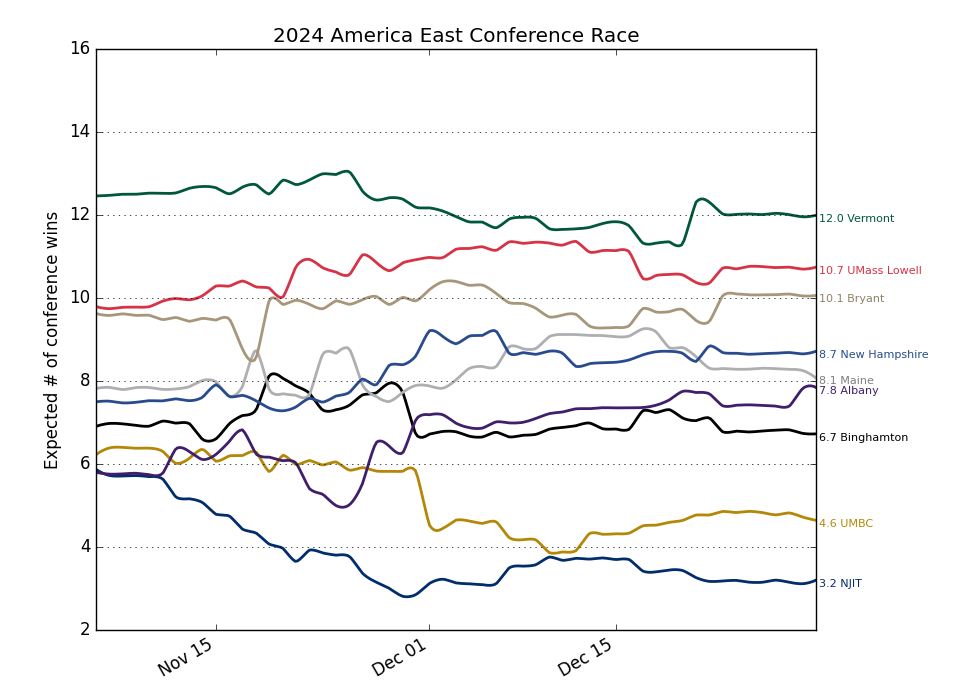 2024 America East Conference Race
Expected # of conference wins
16
14
12
10
8
6
4
2
12.0 Vermont
10.7 UMass Lowell
10.1 Bryant
8.7 New Hampshire
8.1 Maine
7.8 Albany
6.7 Binghamton
4.6 UMBC
3.2 NJIT
Nov 15
Dec 01
Dec 15